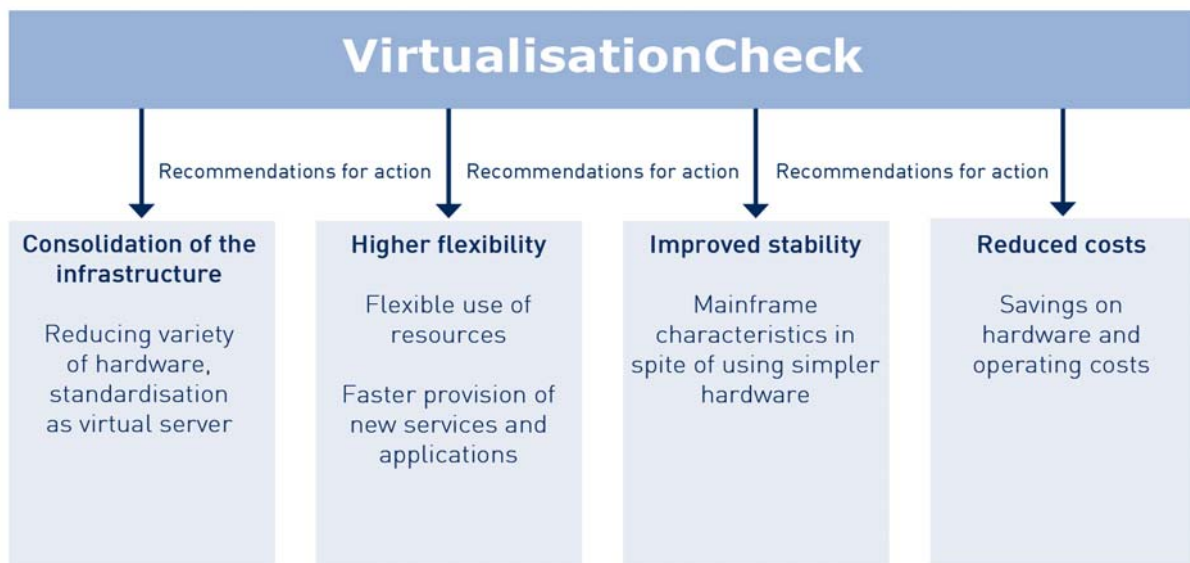 VirtualisationCheck
Recommendations for action
Recommendations for action
Recommendations for action
Consolidation of the
infrastructure
Reducing variety
of hardware,
standardisation
as virtual server
Higher flexibility
Flexible use of
resources
Faster provision of
new services and
applications
Improved stability
Mainframe
characteristics in
spite of using simpler
hardware
Reduced costs
Savings on
hardware and
operating costs